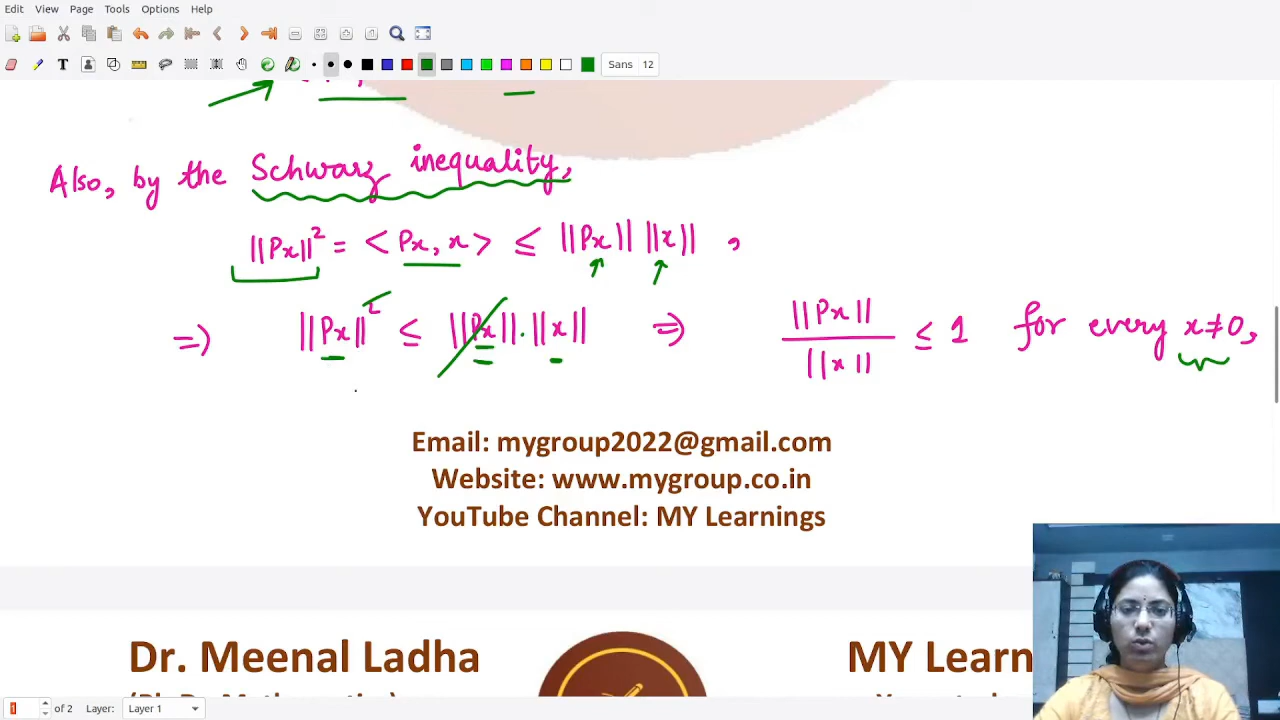 Edit View Page Tools Options Help
Sans 12
Also, by the Schwarz inequality,
||Px||² = <Px, x> ≤ ||Px|| ||x|| ,
=) ||Px||² ≤ ||Px||.||x|| =) ||Px|| / ||x|| ≤ 1 for every x≠0,
Email: mygroup2022@gmail.com
Website: www.mygroup.co.in
YouTube Channel: MY Learnings
Dr. Meenal Ladha
MY Learn
1 of 2 Layer: Layer 1